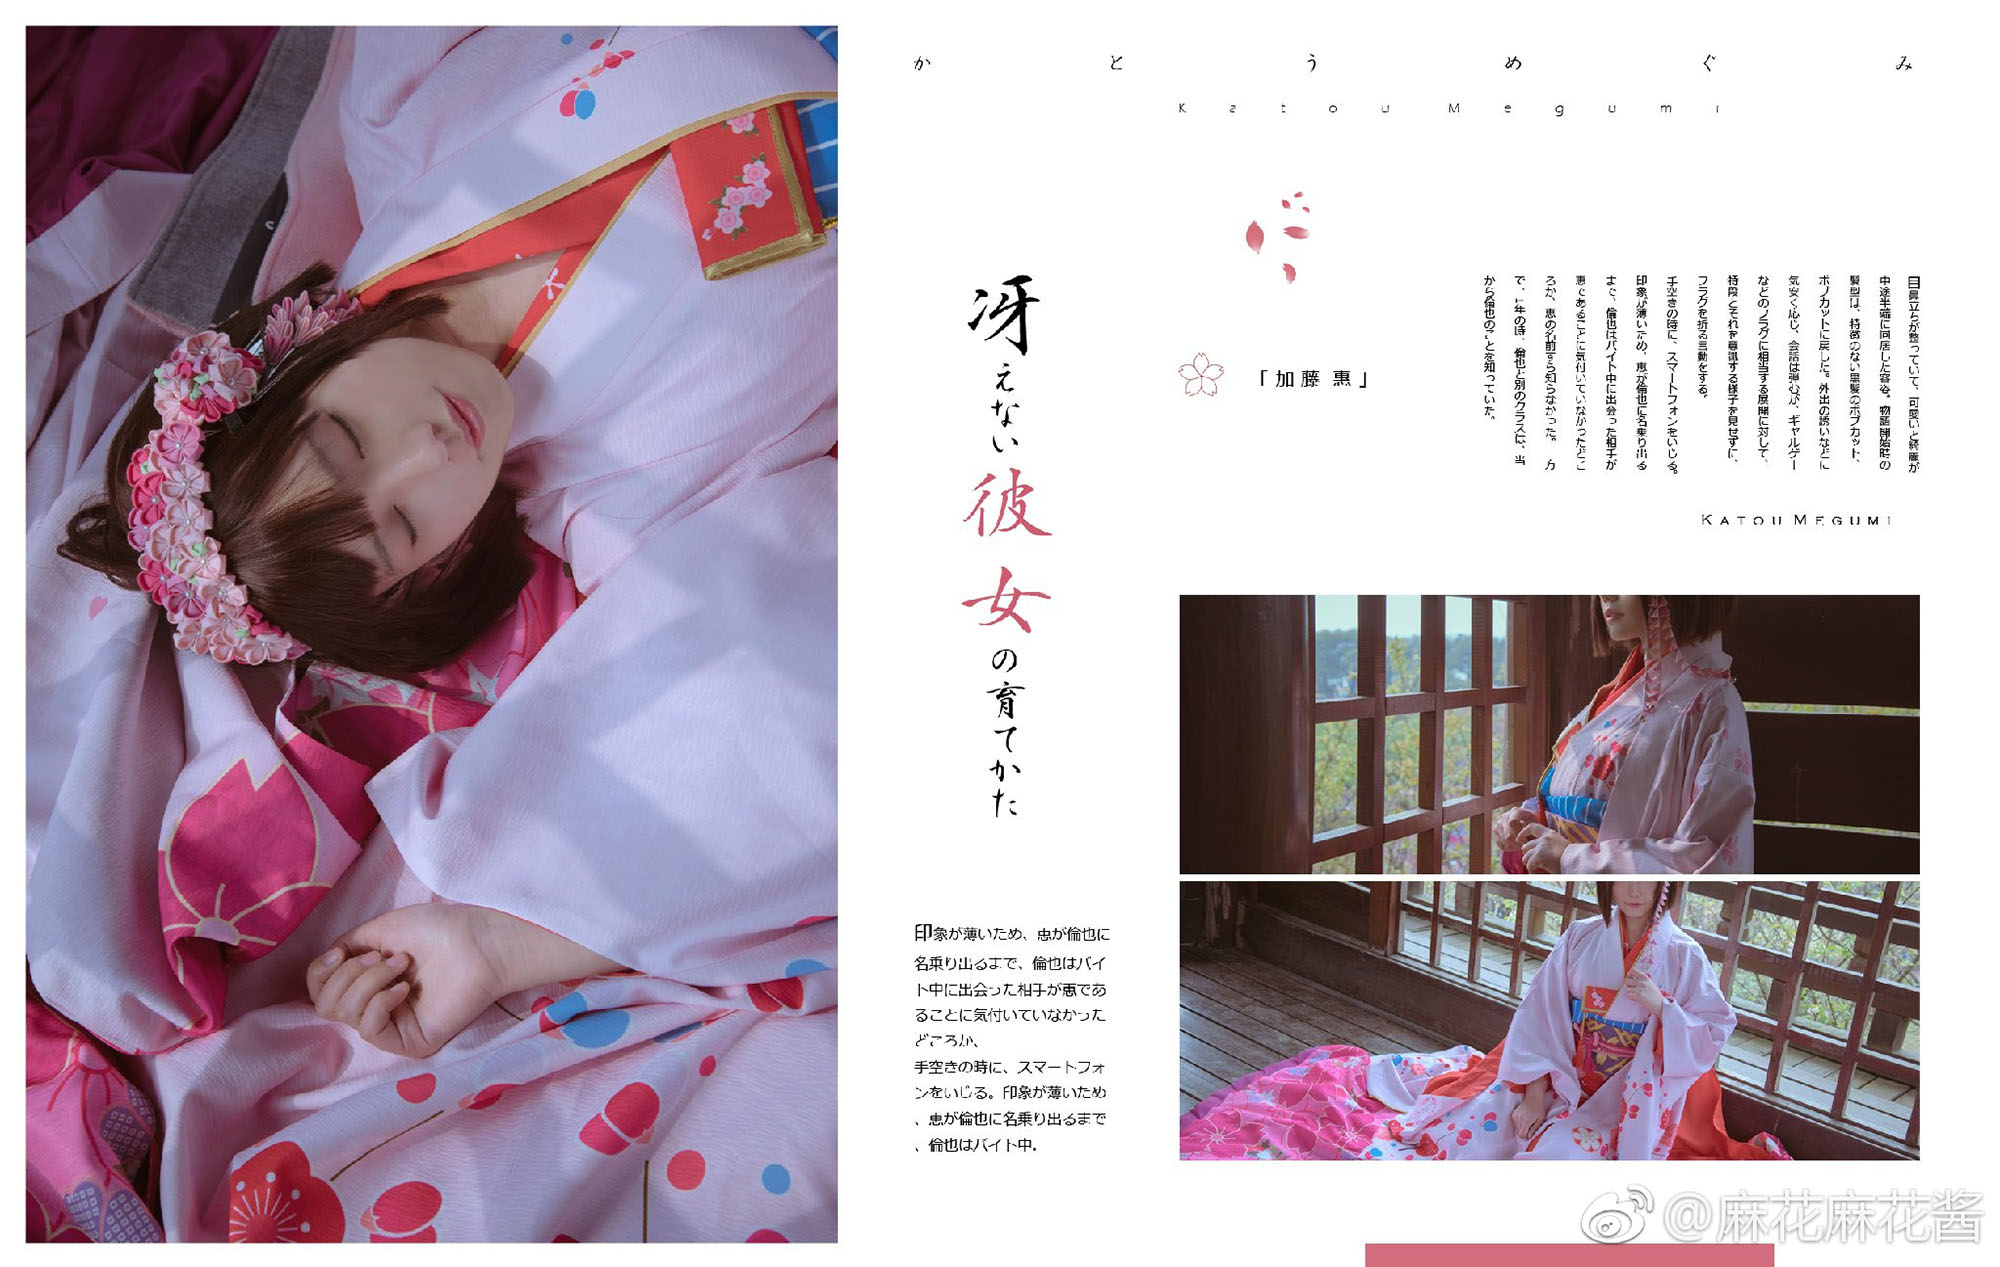 かとうめぐみ
Katou Megumi
冴えない彼女の育てかた
「加藤 惠」
目鼻立ちが整っていて、可愛いと綺麗が
中途半端に同居した容姿。物語開始時の
髪型は、特徴のない黒髪のボブカット、
ボブカットに戻した。外出の誘いなどに
気安く応じ、会話は弾むが、ギャルゲー
などのフラグに相当する展開に対して、
特段とそれを意識する様子を見せずに、
フラグを折る言動をする。
手空きの時に、スマートフォンをいじる。
印象が薄いため、恵が倫也に名乗り出る
まで、倫也はバイト中に出会った相手が
恵であることに気付いていなかったどこ
ろか、恵の名前すら知らなかった。 方
で、1年の時、倫也と別のクラスは、当
から倫也のことを知っていた。
KATOU MEGUMI
印象が薄いため、恵が倫也に
名乗り出るまで、倫也はバイ
ト中に出会った相手が恵であ
ることに気付いていなかった
どころか、
手空きの時に、スマートフォ
ンをいじる。印象が薄いため
、恵が倫也に名乗り出るまで
、倫也はバイト中.
@麻花麻花酱